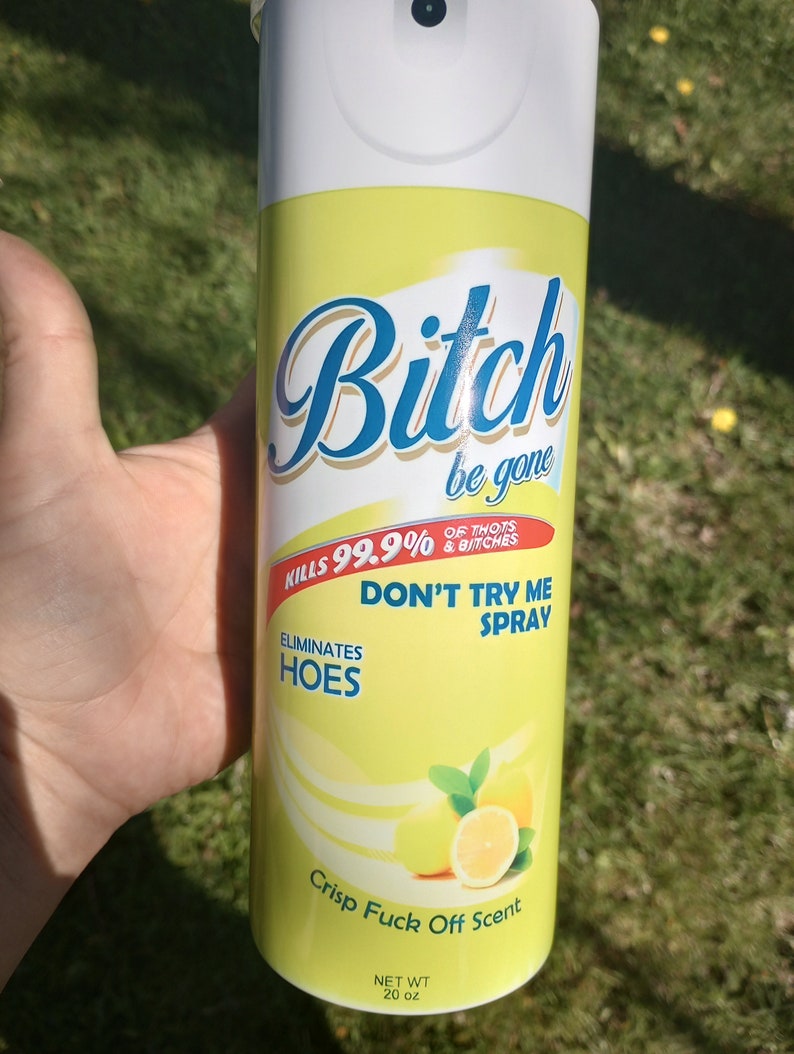 Bitch
be gone
KILLS 99.9% OF THOTS
& BITCHES
DON'T TRY ME
SPRAY
ELIMINATES
HOES
Crisp Fuck Off Scent
NET WT
20 oz